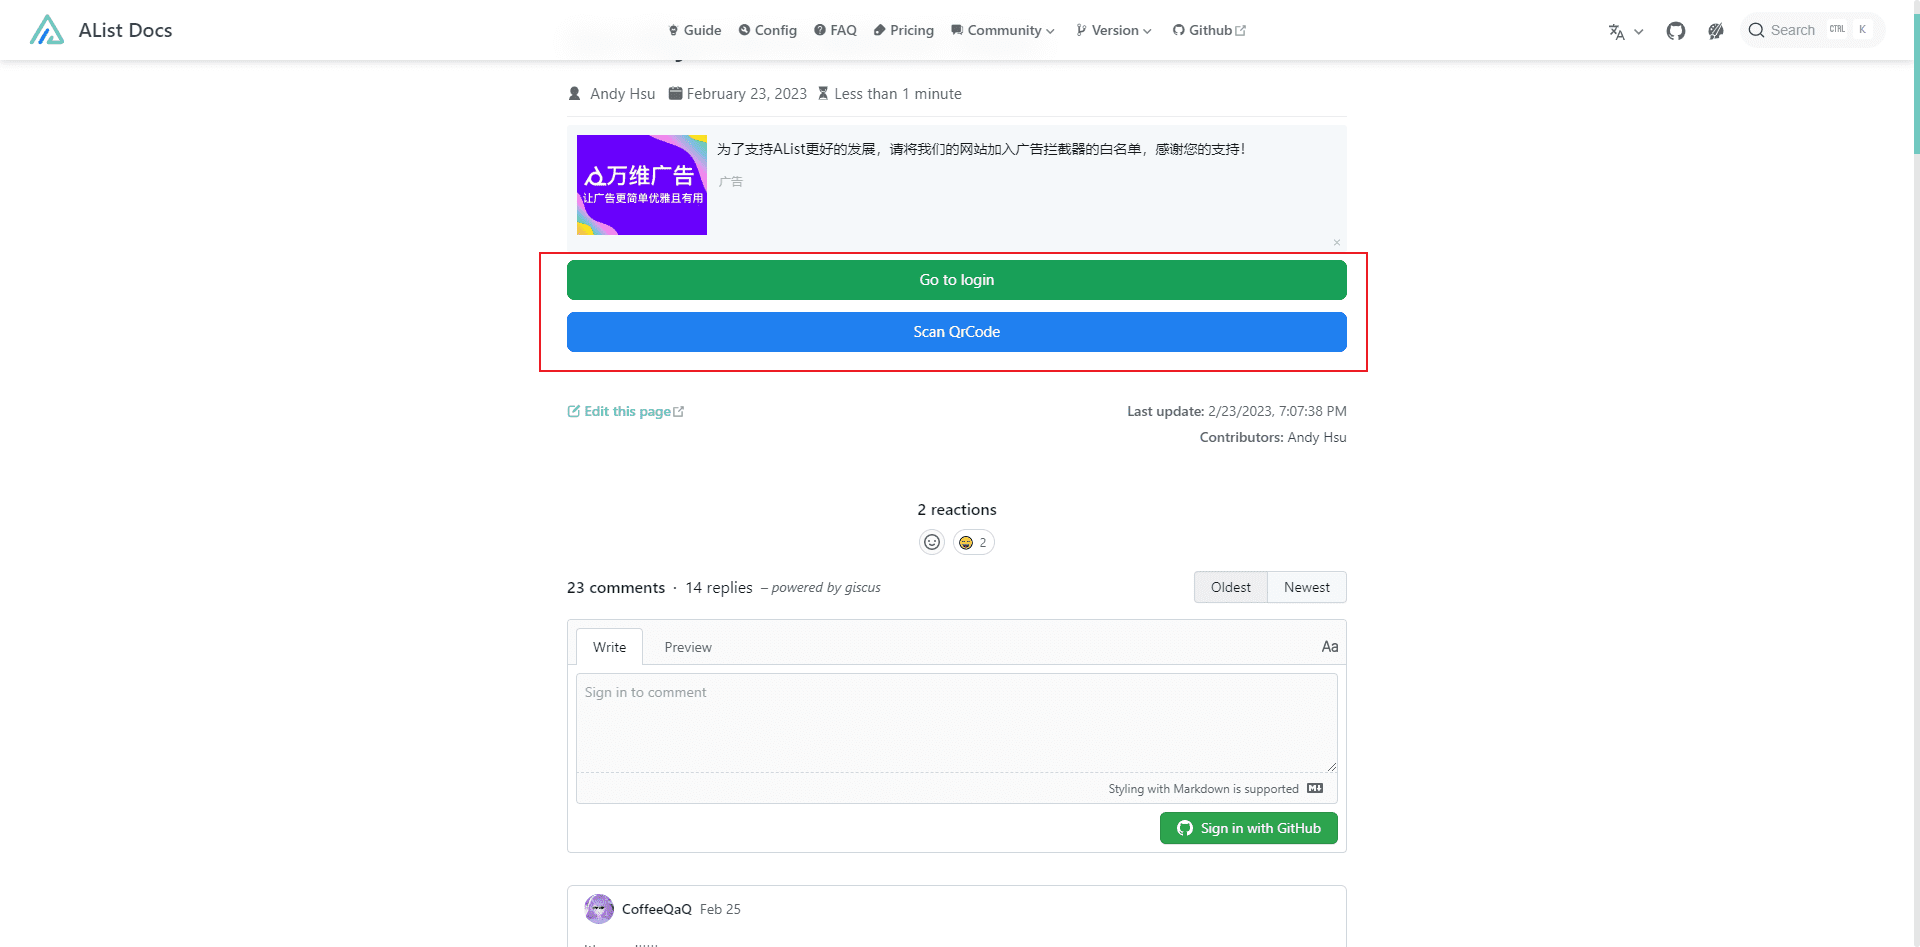 AList Docs
Guide
Config
FAQ
Pricing
Community
Version
Github
Search
CTRL
K
Andy Hsu
February 23, 2023
Less than 1 minute
万维广告
让广告更简单优雅且有用
为了支持AList更好的发展，请将我们的网站加入广告拦截器的白名单，感谢您的支持！
广告
×
Go to login
Scan QrCode
Edit this page
Last update: 2/23/2023, 7:07:38 PM
Contributors: Andy Hsu
2 reactions
2
23 comments · 14 replies – powered by giscus
Oldest
Newest
Write
Preview
Aa
Sign in to comment
Styling with Markdown is supported
Sign in with GitHub
CoffeeQaQ Feb 25